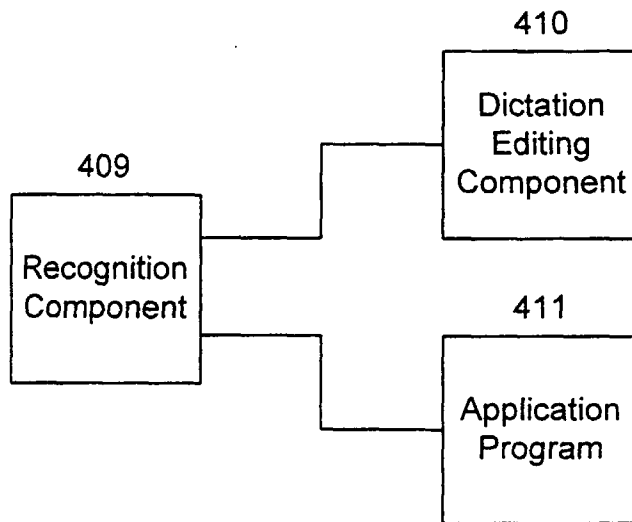 410
Dictation
Editing
Component
409
Recognition
Component
411
Application
Program